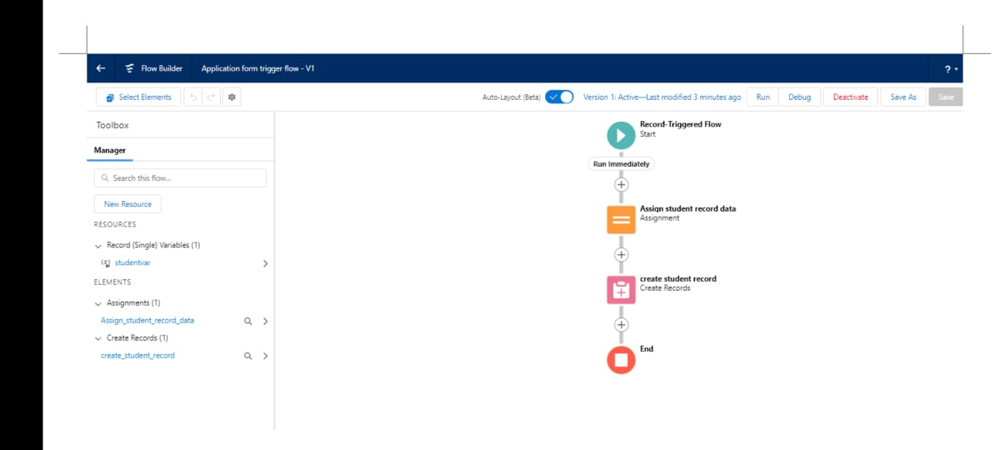 Flow Builder
Application form trigger flow - V1
?
Select Elements
Auto-Layout (Beta)
Version 1: Active—Last modified 3 minutes ago
Run
Debug
Deactivate
Save As
Save
Toolbox
Manager
Search this flow...
New Resource
RESOURCES
Record (Single) Variables (1)
studentvar
ELEMENTS
Assignments (1)
Assign_student_record_data
Create Records (1)
create_student_record
Record-Triggered Flow
Start
Run Immediately
Assign student record data
Assignment
create student record
Create Records
End